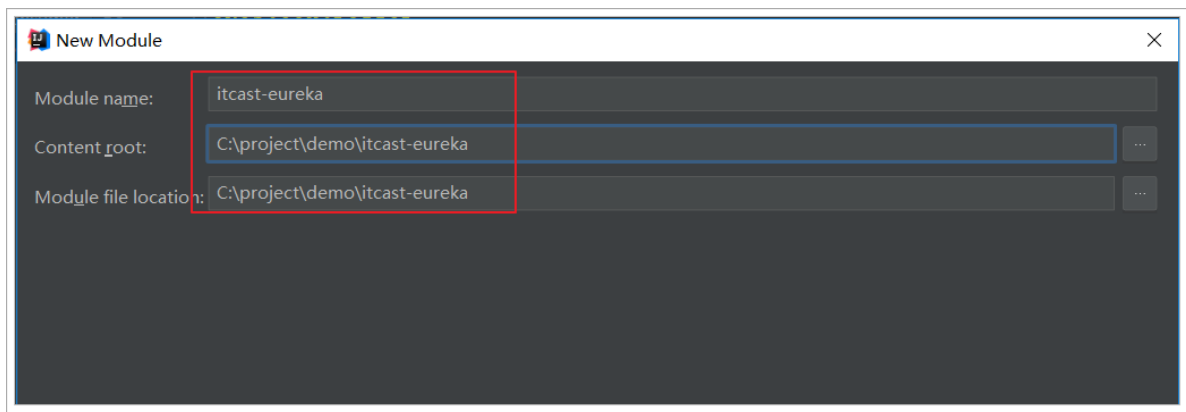 New Module
Module name: itcast-eureka
Content root: C:\project\demo\itcast-eureka ...
Module file location: C:\project\demo\itcast-eureka ...